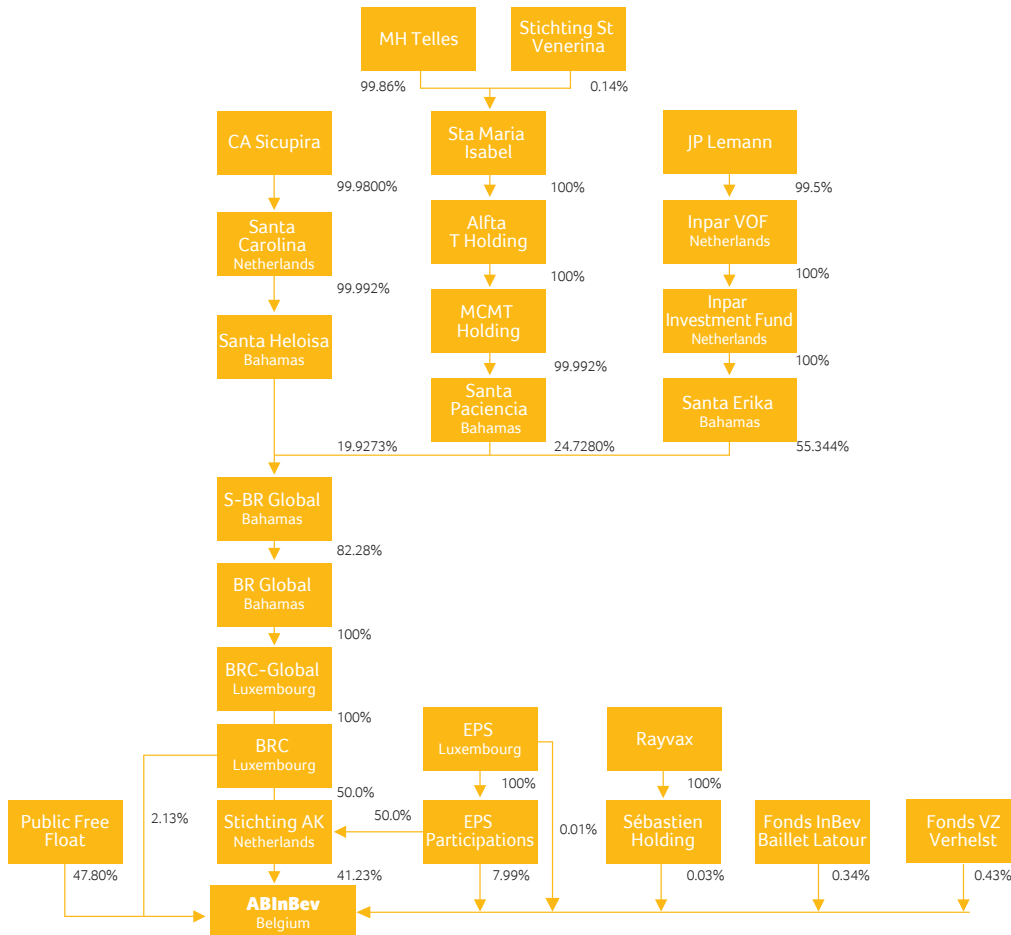 MH Telles
Stichting St
Venerina
99.86%
0.14%
CA Sicupira
Sta Maria
Isabel
JP Lemann
99.9800%
100%
99.5%
Santa
Carolina
Netherlands
Alfta
T Holding
Inpar VOF
Netherlands
99.992%
100%
100%
Santa Heloisa
Bahamas
MCMT
Holding
Inpar
Investment Fund
Netherlands
99.992%
100%
Santa
Paciencia
Bahamas
Santa Erika
Bahamas
19.9273%
24.7280%
55.344%
S-BR Global
Bahamas
82.28%
BR Global
Bahamas
100%
BRC-Global
Luxembourg
100%
BRC
Luxembourg
EPS
Luxembourg
Rayvax
50.0%
100%
100%
Public Free
Float
2.13%
Stichting AK
Netherlands
50.0%
EPS
Participations
0.01%
Sébastien
Holding
Fonds InBev
Baillet Latour
Fonds VZ
Verhelst
47.80%
41.23%
7.99%
0.03%
0.34%
0.43%
ABInBev
Belgium